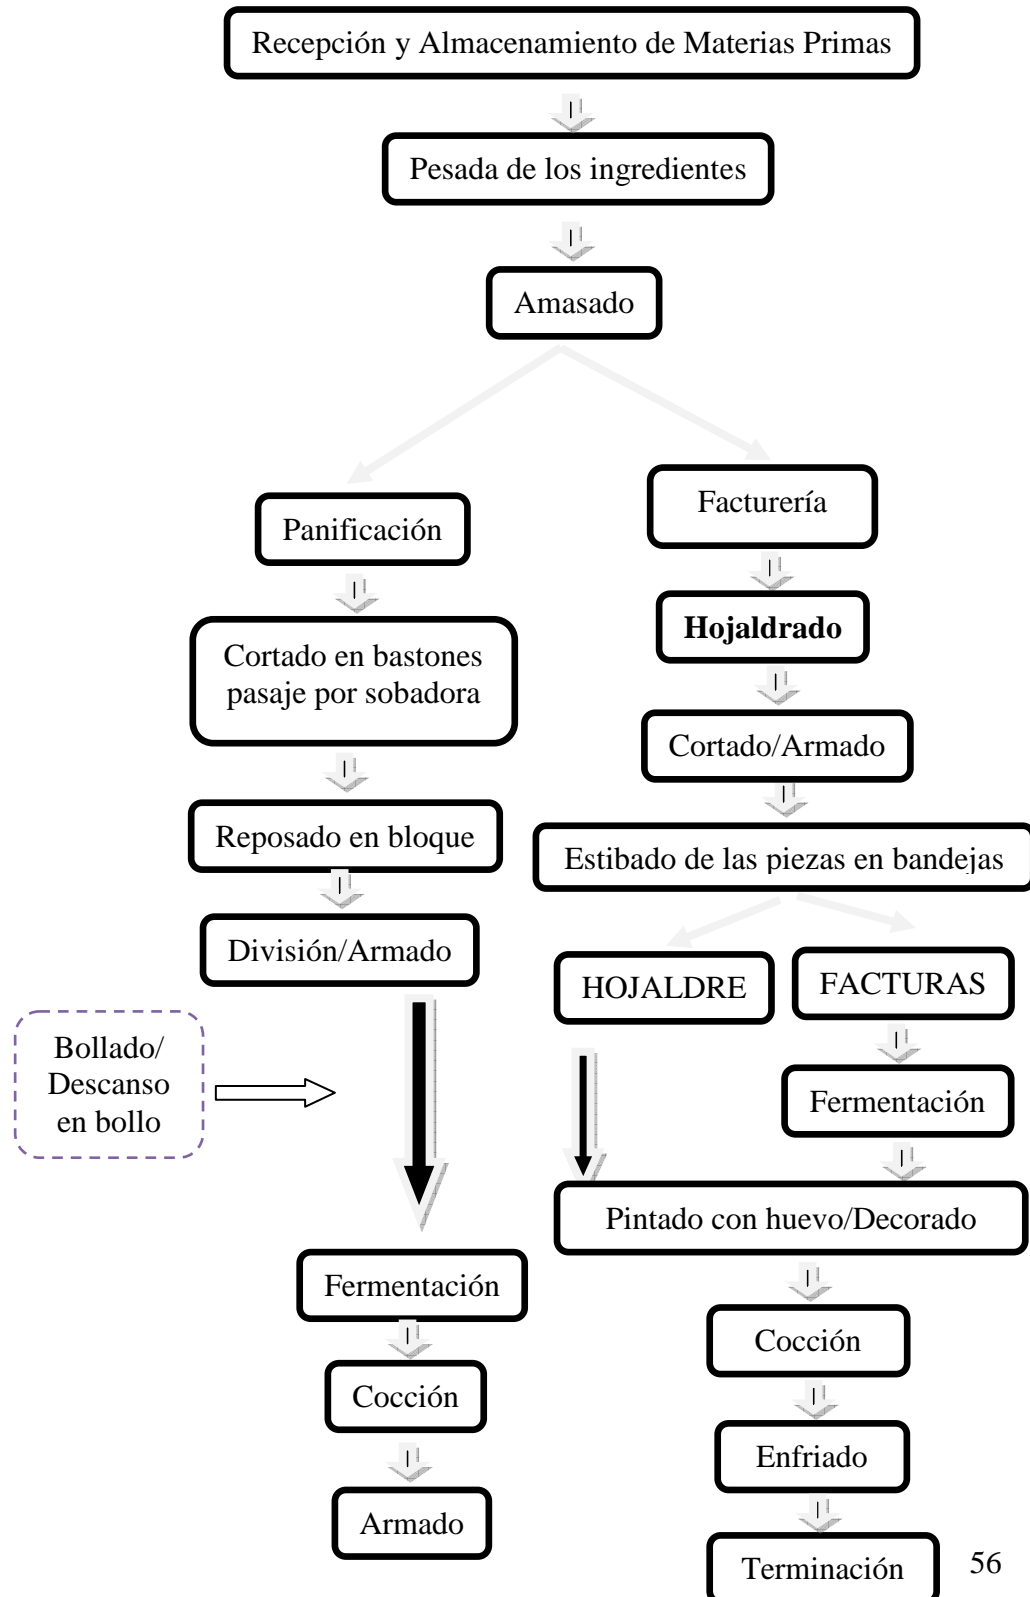 Recepción y Almacenamiento de Materias Primas
Pesada de los ingredientes
Amasado
Panificación
Cortado en bastones
pasaje por sobadora
Reposado en bloque
División/Armado
Bollado/
Descanso
en bollo
Fermentación
Cocción
Armado
Facturería
Hojaldrado
Cortado/Armado
Estibado de las piezas en bandejas
HOJALDRE
FACTURAS
Fermentación
Pintado con huevo/Decorado
Cocción
Enfriado
Terminación
56